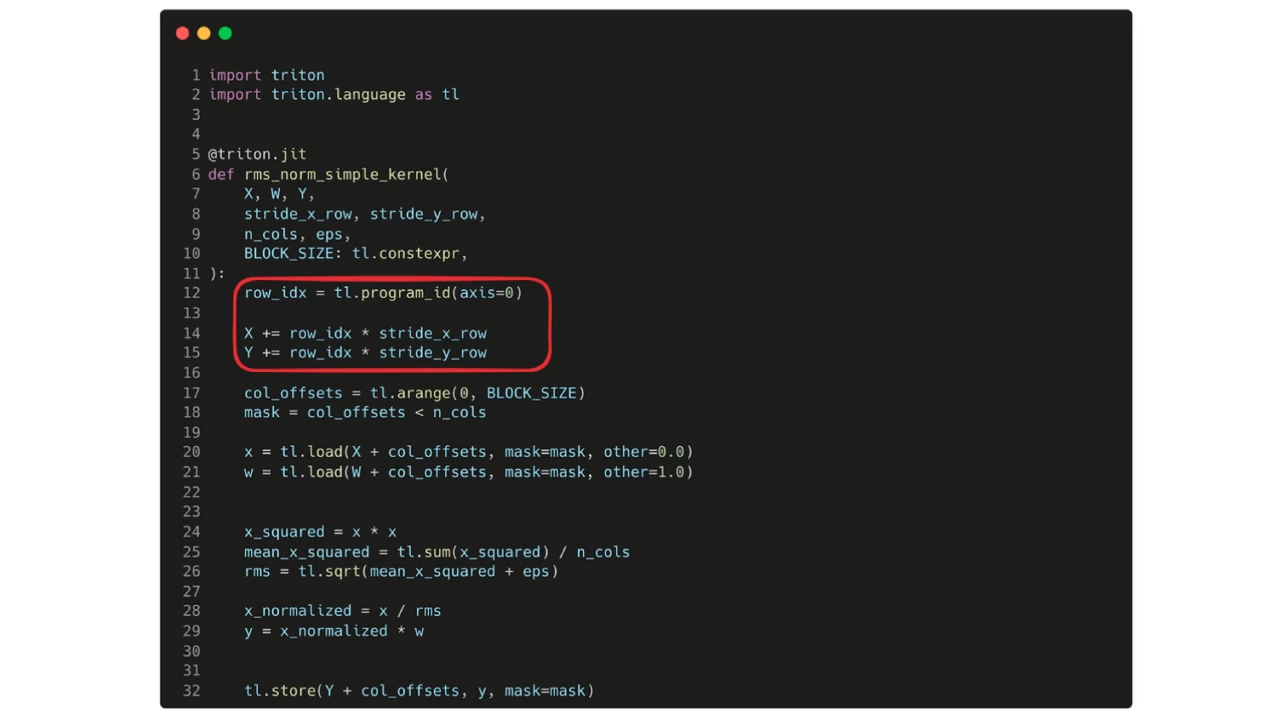 1 import triton
2 import triton.language as tl
3
4
5 @triton.jit
6 def rms_norm_simple_kernel(
7     X, W, Y,
8     stride_x_row, stride_y_row,
9     n_cols, eps,
10     BLOCK_SIZE: tl.constexpr,
11 ):
12     row_idx = tl.program_id(axis=0)
13
14     X += row_idx * stride_x_row
15     Y += row_idx * stride_y_row
16
17     col_offsets = tl.arange(0, BLOCK_SIZE)
18     mask = col_offsets < n_cols
19
20     x = tl.load(X + col_offsets, mask=mask, other=0.0)
21     w = tl.load(W + col_offsets, mask=mask, other=1.0)
22
23
24     x_squared = x * x
25     mean_x_squared = tl.sum(x_squared) / n_cols
26     rms = tl.sqrt(mean_x_squared + eps)
27
28     x_normalized = x / rms
29     y = x_normalized * w
30
31
32     tl.store(Y + col_offsets, y, mask=mask)